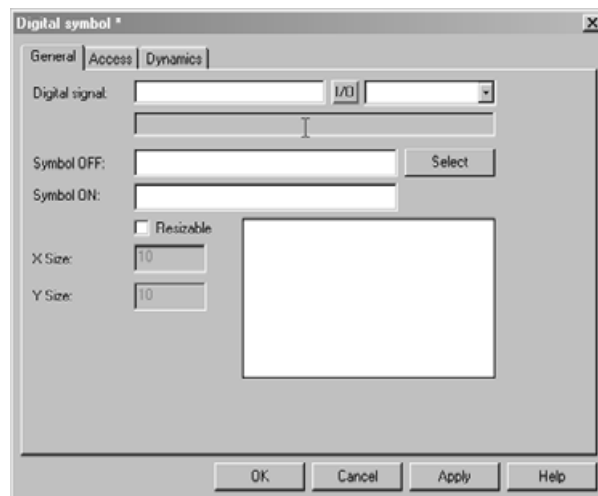 Digital symbol *
General Access Dynamics
Digital signal: I/O
Symbol OFF: Select
Symbol ON:
Resizable
X Size: 10
Y Size: 10
OK Cancel Apply Help